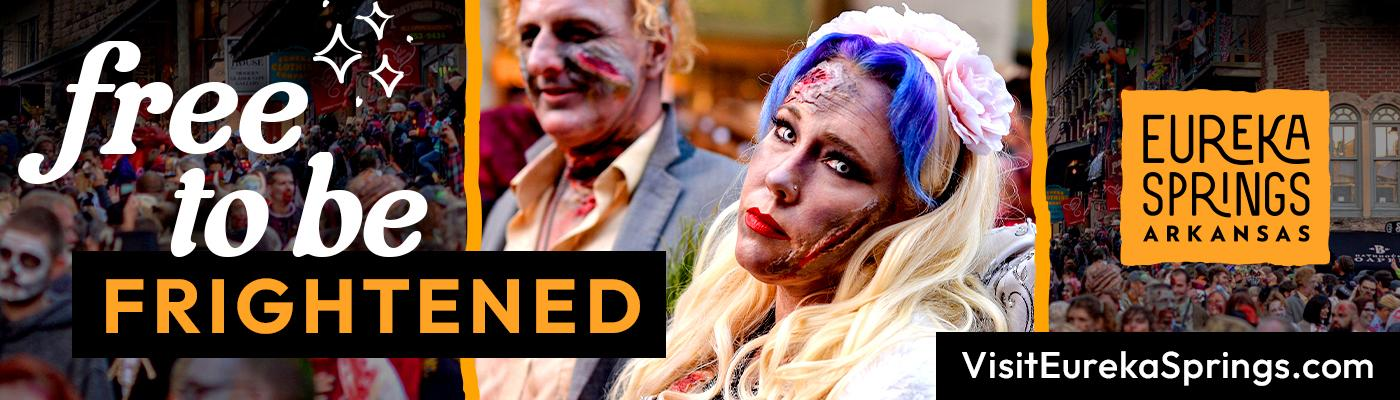 free
to be
FRIGHTENED
EUREKA
SPRINGS
ARKANSAS
VisitEurekaSprings.com